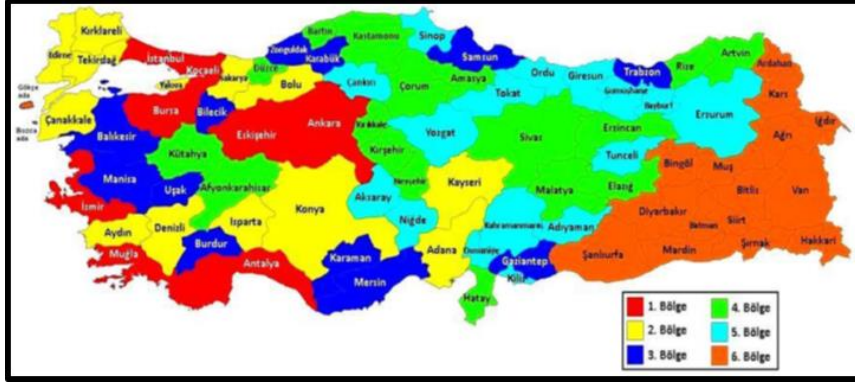 Kırklareli
Edirne
Tekirdağ
İstanbul
Kocaeli
Sakarya
Yalova
Düzce
Bolu
Zonguldak
Bartın
Karabük
Kastamonu
Sinop
Samsun
Çankırı
Çorum
Amasya
Tokat
Ordu
Giresun
Trabzon
Rize
Artvin
Ardahan
Gümüşhane
Bayburt
Ersurum
Kars
Iğdır
Ağrı
Gökçe
ada
Bozca
ada
Çanakkale
Balıkesir
Bursa
Bilecik
Eskişehir
Ankara
Kırıkkale
Yozgat
Sivas
Ersincan
Tunceli
Bingöl
Muş
Kütahya
Kırşehir
Manisa
Uşak
Afyonkarahisar
Nevşehir
Kayseri
Malatya
Elazığ
Bitlis
Van
İsmir
Aksaray
Konya
Niğde
Kahramanmaraş
Adıyaman
Diyarbakır
Batman
Siirt
Aydın
Denizli
Isparta
Burdur
Karaman
Adana
Osmaniye
Gaziantep
Şanlıurfa
Mardin
Şırnak
Hakkari
Muğla
Antalya
Mersin
Kilis
Hatay
1. Bölge
2. Bölge
3. Bölge
4. Bölge
5. Bölge
6. Bölge